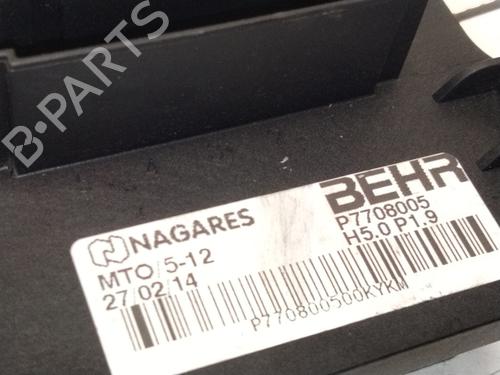 B-PARTS
NAGARES
BEHR
MTO/5-12
P7708005
27/02/14
H5.0 P1.9
P770800500KYKM